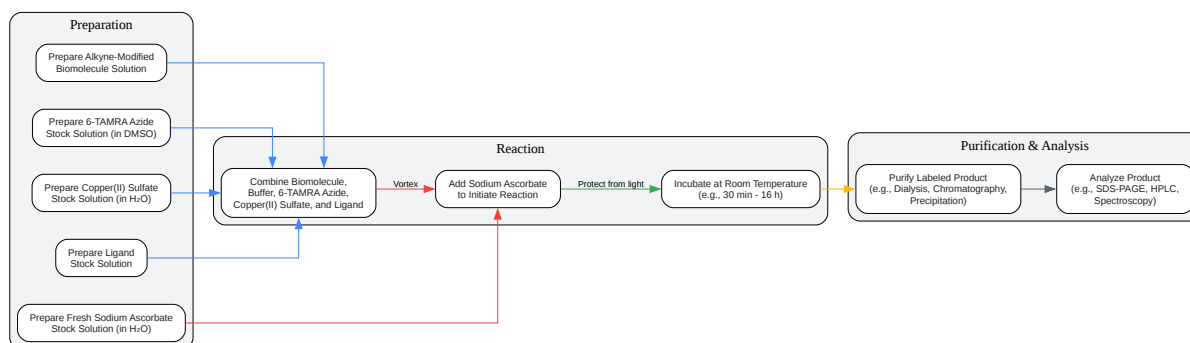 Preparation
Prepare Alkyne-Modified
Biomolecule Solution
Prepare 6-TAMRA Azide
Stock Solution (in DMSO)
Prepare Copper(II) Sulfate
Stock Solution (in H₂O)
Prepare Ligand
Stock Solution
Prepare Fresh Sodium Ascorbate
Stock Solution (in H₂O)
Reaction
Combine Biomolecule,
Buffer, 6-TAMRA Azide,
Copper(II) Sulfate, and Ligand
Vortex
Add Sodium Ascorbate
to Initiate Reaction
Protect from light
Incubate at Room Temperature
(e.g., 30 min - 16 h)
Purification & Analysis
Purify Labeled Product
(e.g., Dialysis, Chromatography,
Precipitation)
Analyze Product
(e.g., SDS-PAGE, HPLC,
Spectroscopy)